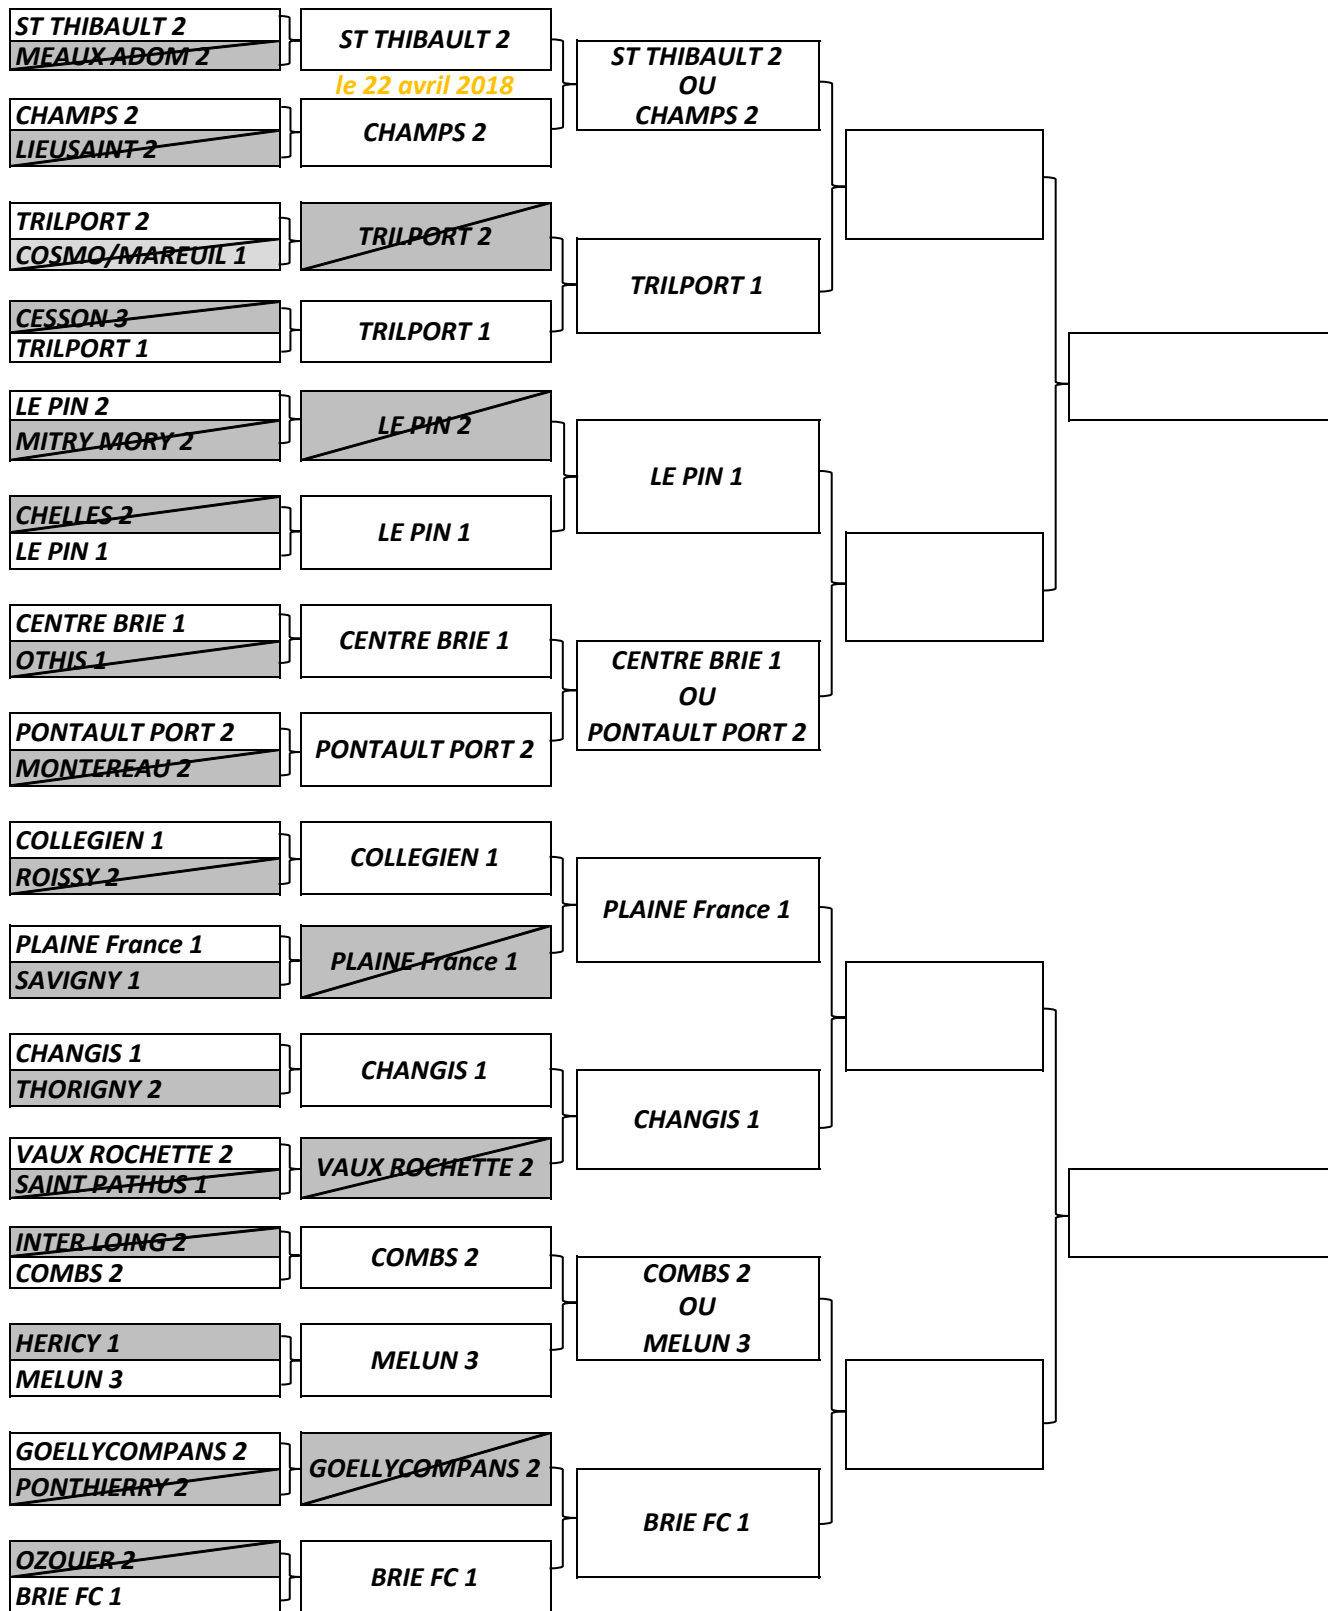 ST THIBAULT 2
MEAUX ADOM 2
CHAMPS 2
LIEUSAINT 2
TRILPORT 2
COSMO/MAREUIL 1
CESSON 3
TRILPORT 1
LE PIN 2
MITRY MORY 2
CHELLES 2
LE PIN 1
CENTRE BRIE 1
OTHIS 1
PONTAULT PORT 2
MONTEREAU 2
COLLEGIEN 1
ROISSY 2
PLAINE France 1
SAVIGNY 1
CHANGIS 1
THORIGNY 2
VAUX ROCHETTE 2
SAINT PATHUS 1
INTER LOING 2
COMBS 2
HERICY 1
MELUN 3
GOELLYCOMPANS 2
PONTHIERRY 2
OZOUER 2
BRIE FC 1
ST THIBAULT 2
le 22 avril 2018
CHAMPS 2
TRILPORT 2
TRILPORT 1
LE PIN 2
LE PIN 1
CENTRE BRIE 1
PONTAULT PORT 2
COLLEGIEN 1
PLAINE France 1
CHANGIS 1
VAUX ROCHETTE 2
COMBS 2
MELUN 3
GOELLYCOMPANS 2
BRIE FC 1
ST THIBAULT 2
OU
CHAMPS 2
TRILPORT 1
LE PIN 1
CENTRE BRIE 1
OU
PONTAULT PORT 2
PLAINE France 1
CHANGIS 1
COMBS 2
OU
MELUN 3
BRIE FC 1